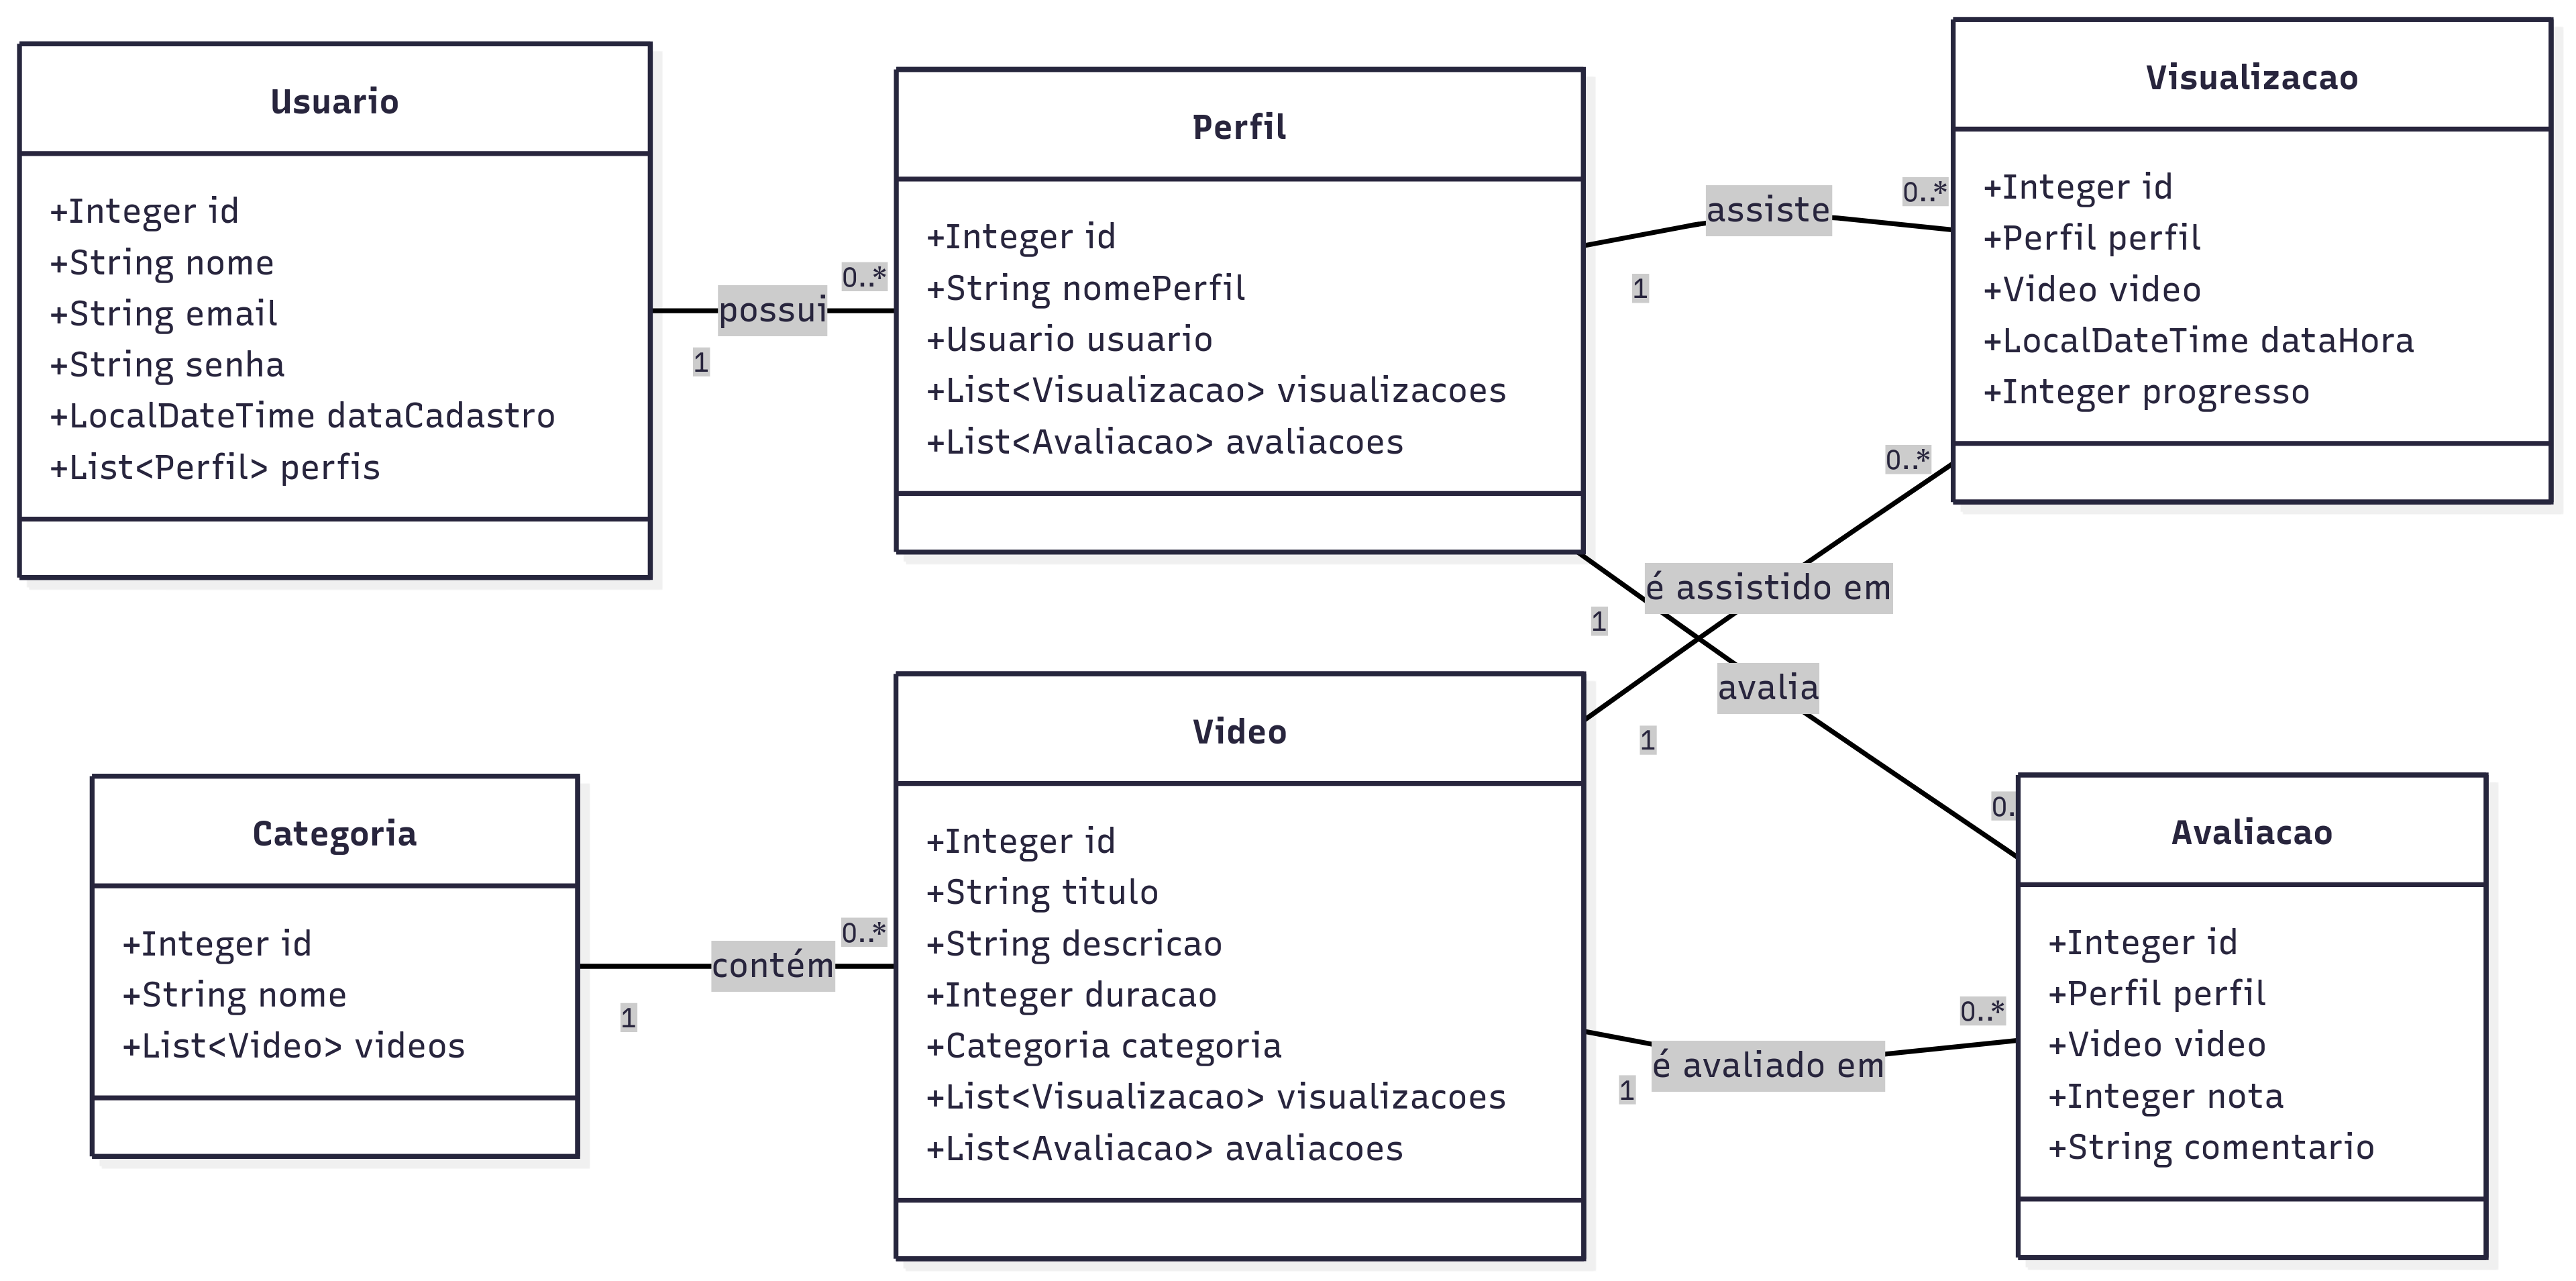 Usuario
+Integer id
+String nome
+String email
+String senha
+LocalDateTime dataCadastro
+List<Perfil> perfis
possui
1
0..*
Perfil
+Integer id
+String nomePerfil
+Usuario usuario
+List<Visualizacao> visualizacoes
+List<Avaliacao> avaliacoes
assiste
1
0..*
Visualizacao
+Integer id
+Perfil perfil
+Video video
+LocalDateTime dataHora
+Integer progresso
0..*
é assistido em
1
1
avalia
0.
Categoria
+Integer id
+String nome
+List<Video> videos
contém
1
0..*
Video
+Integer id
+String titulo
+String descricao
+Integer duracao
+Categoria categoria
+List<Visualizacao> visualizacoes
+List<Avaliacao> avaliacoes
é avaliado em
1
0..*
Avaliacao
+Integer id
+Perfil perfil
+Video video
+Integer nota
+String comentario